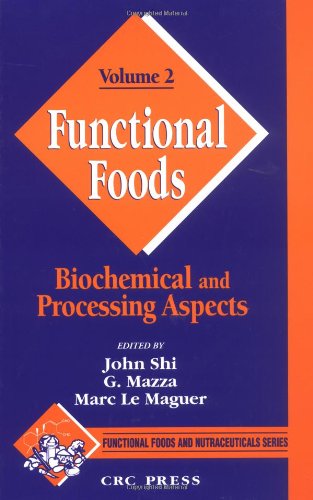 Volume 2
Functional
Foods
Biochemical and
Processing Aspects
EDITED BY
John Shi
G. Mazza
Marc Le Maguer
FUNCTIONAL FOODS AND NUTRACEUTICALS SERIES
CRC PRESS